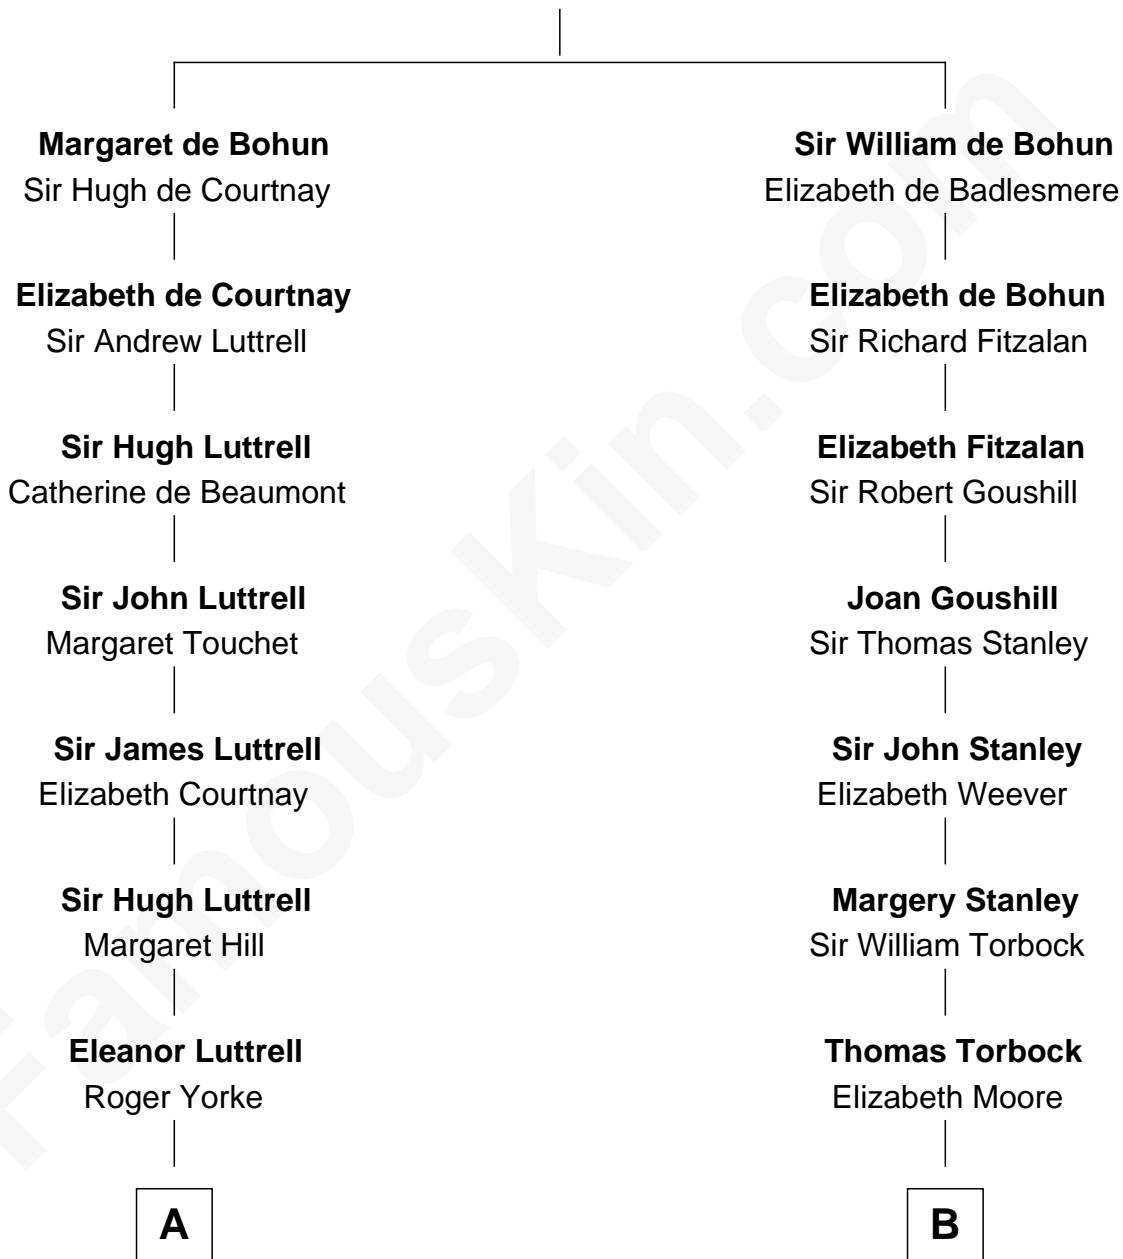 Margaret de Bohun
Sir Hugh de Courtnay
Elizabeth de Courtnay
Sir Andrew Luttrell
Sir Hugh Luttrell
Catherine de Beaumont
Sir John Luttrell
Margaret Touchet
Sir James Luttrell
Elizabeth Courtnay
Sir Hugh Luttrell
Margaret Hill
Eleanor Luttrell
Roger Yorke
A
Sir William de Bohun
Elizabeth de Badlesmere
Elizabeth de Bohun
Sir Richard Fitzalan
Elizabeth Fitzalan
Sir Robert Goushill
Joan Goushill
Sir Thomas Stanley
Sir John Stanley
Elizabeth Weever
Margery Stanley
Sir William Torbock
Thomas Torbock
Elizabeth Moore
B
FamousKin.com